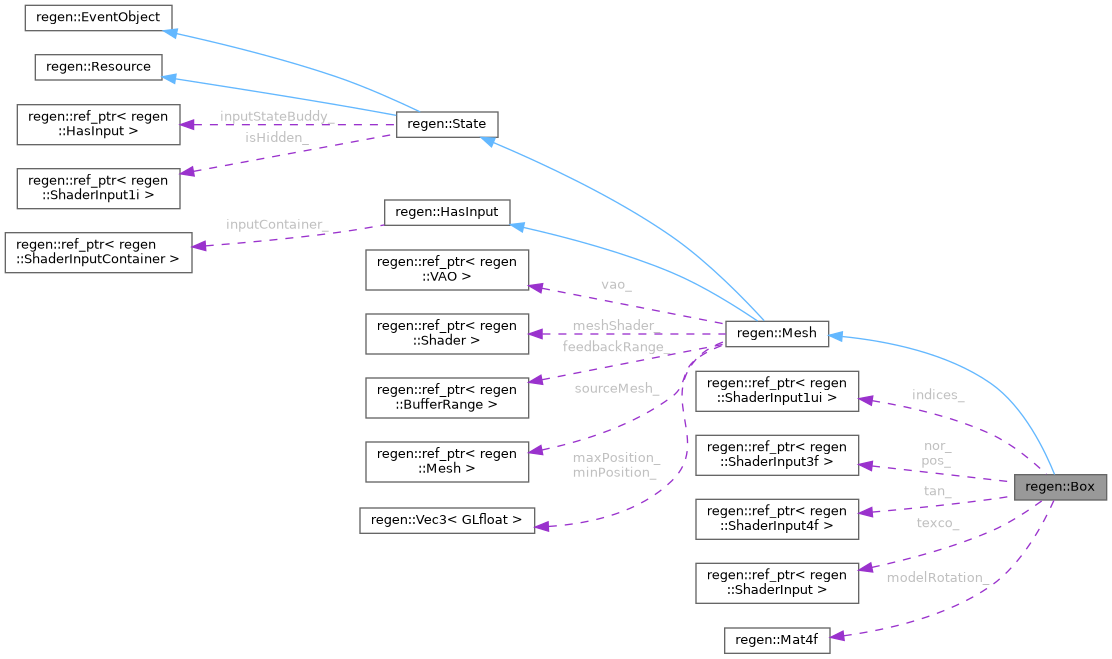 regen::EventObject
regen::Resource
regen::ref_ptr< regen
::HasInput >
inputStateBuddy_
regen::State
isHidden_
regen::ref_ptr< regen
::ShaderInput1i >
regen::HasInput
inputContainer_
regen::ref_ptr< regen
::ShaderInputContainer >
regen::ref_ptr< regen
::VAO >
vao_
regen::ref_ptr< regen
::Shader >
meshShader_
regen::Mesh
feedbackRange_
regen::ref_ptr< regen
::BufferRange >
sourceMesh_
regen::ref_ptr< regen
::ShaderInput1ui >
indices_
regen::ref_ptr< regen
::Mesh >
maxPosition_
minPosition_
regen::ref_ptr< regen
::ShaderInput3f >
nor_
pos_
regen::Box
regen::Vec3< GLfloat >
regen::ref_ptr< regen
::ShaderInput4f >
tan_
texco_
regen::ref_ptr< regen
::ShaderInput >
modelRotation_
regen::Mat4f